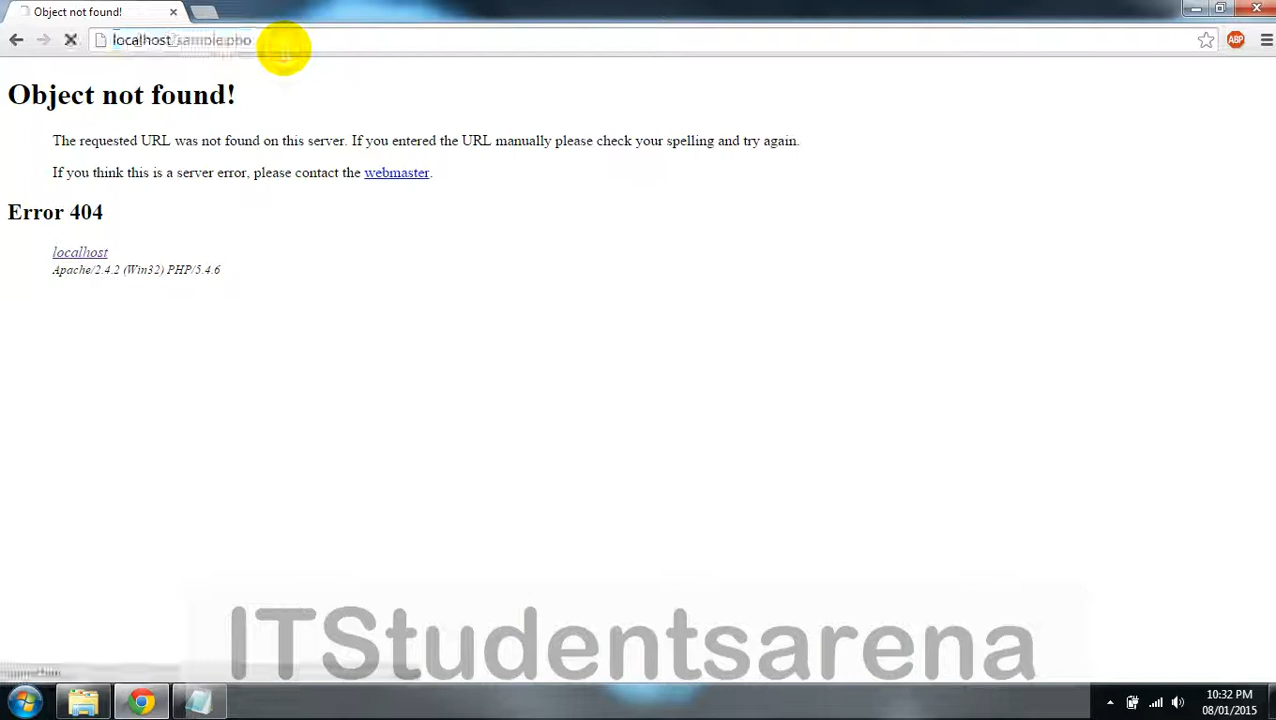 Object not found!
localhost
ABP
Object not found!
The requested URL was not found on this server. If you entered the URL manually please check your spelling and try again.
If you think this is a server error, please contact the webmaster.
Error 404
localhost
Apache/2.4.2 (Win32) PHP/5.4.6
ITStudentsarena
10:32 PM
08/01/2015